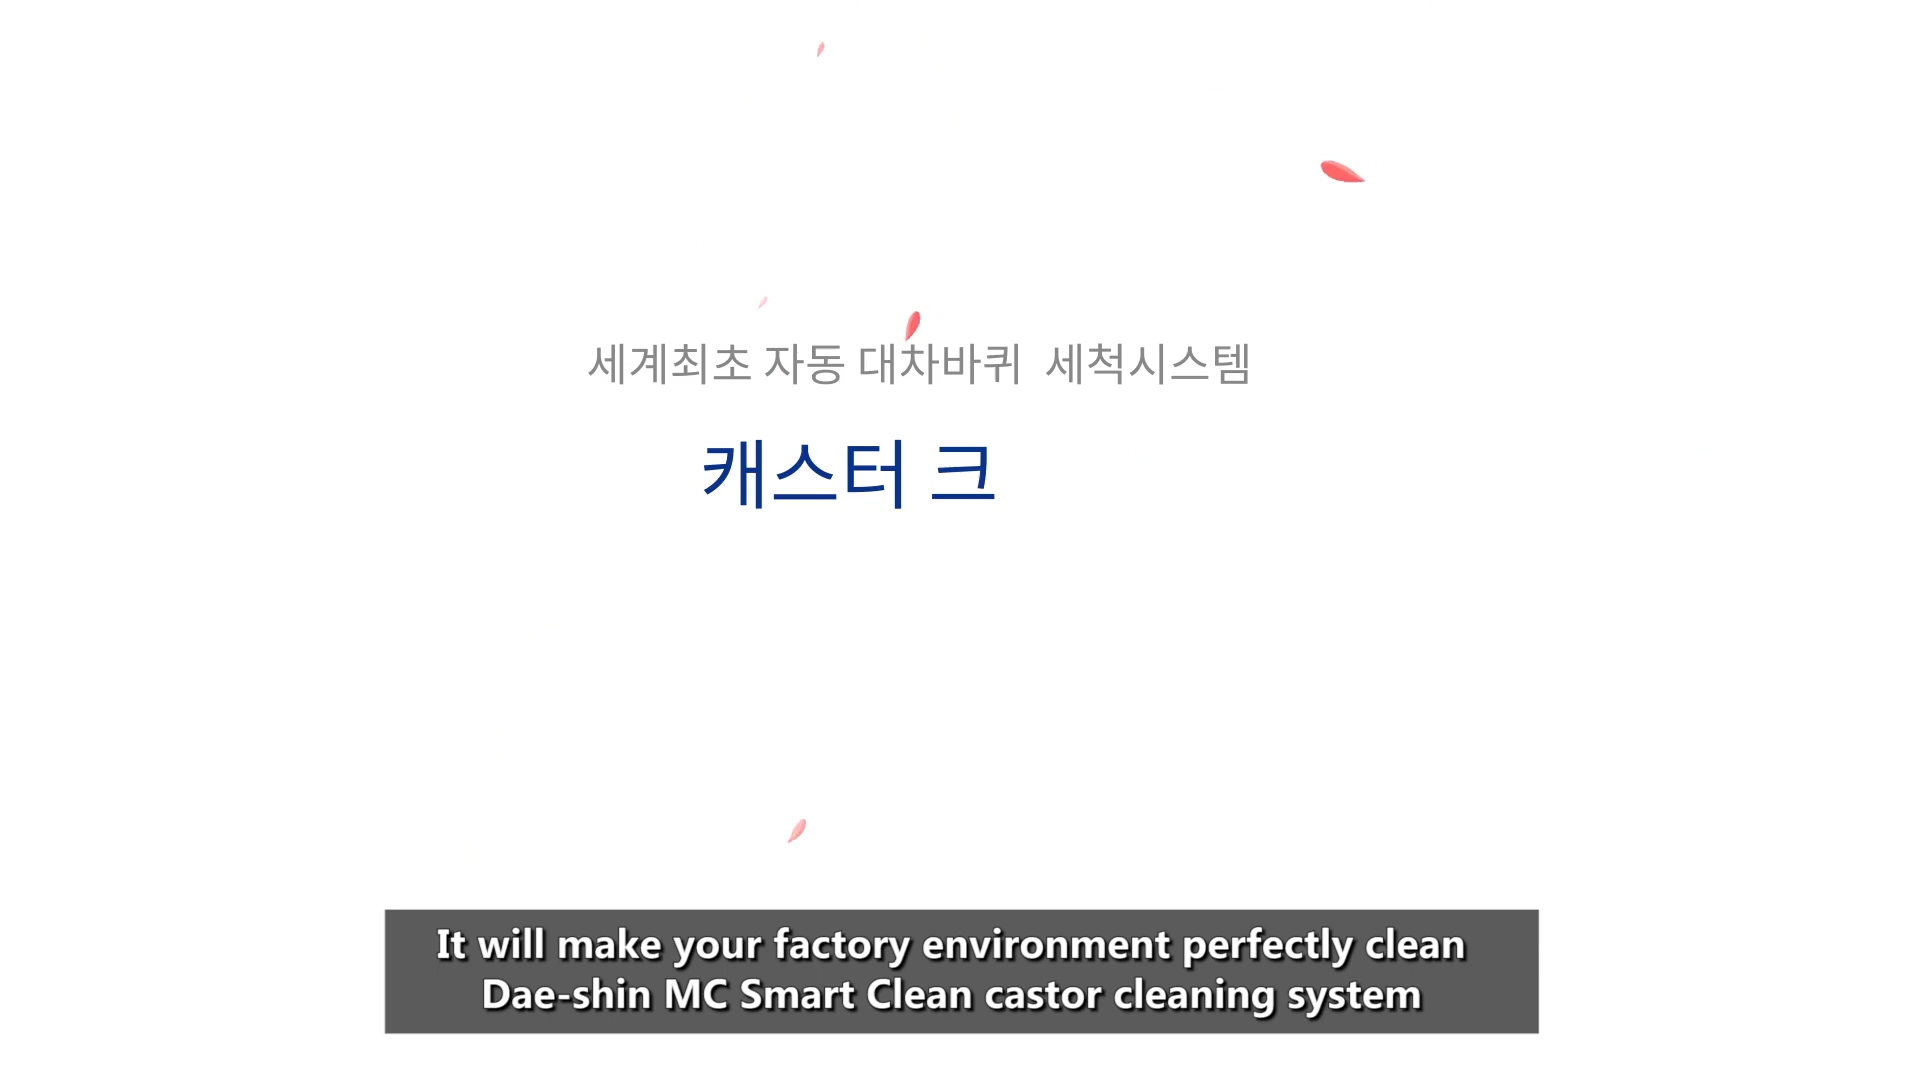 세계최초 자동 대차바퀴 세척시스템
캐스터 크
It will make your factory environment perfectly clean
Dae-shin MC Smart Clean castor cleaning system